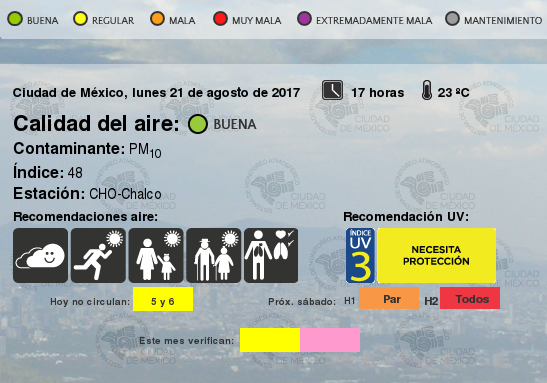 BUENA REGULAR MALA MUY MALA EXTREMADAMENTE MALA MANTENIMIENTO
Ciudad de México, lunes 21 de agosto de 2017 17 horas 23 ºC
Calidad del aire: BUENA
Contaminante: PM10
Índice: 48
Estación: CHO-Chalco
Recomendaciones aire: Recomendación UV:
ÍNDICE
UV
3
NECESITA
PROTECCIÓN
Hoy no circulan: 5 y 6 Próx. sábado: H1 Par H2 Todos
Este mes verifican:
CIUDAD
DE MÉXICO